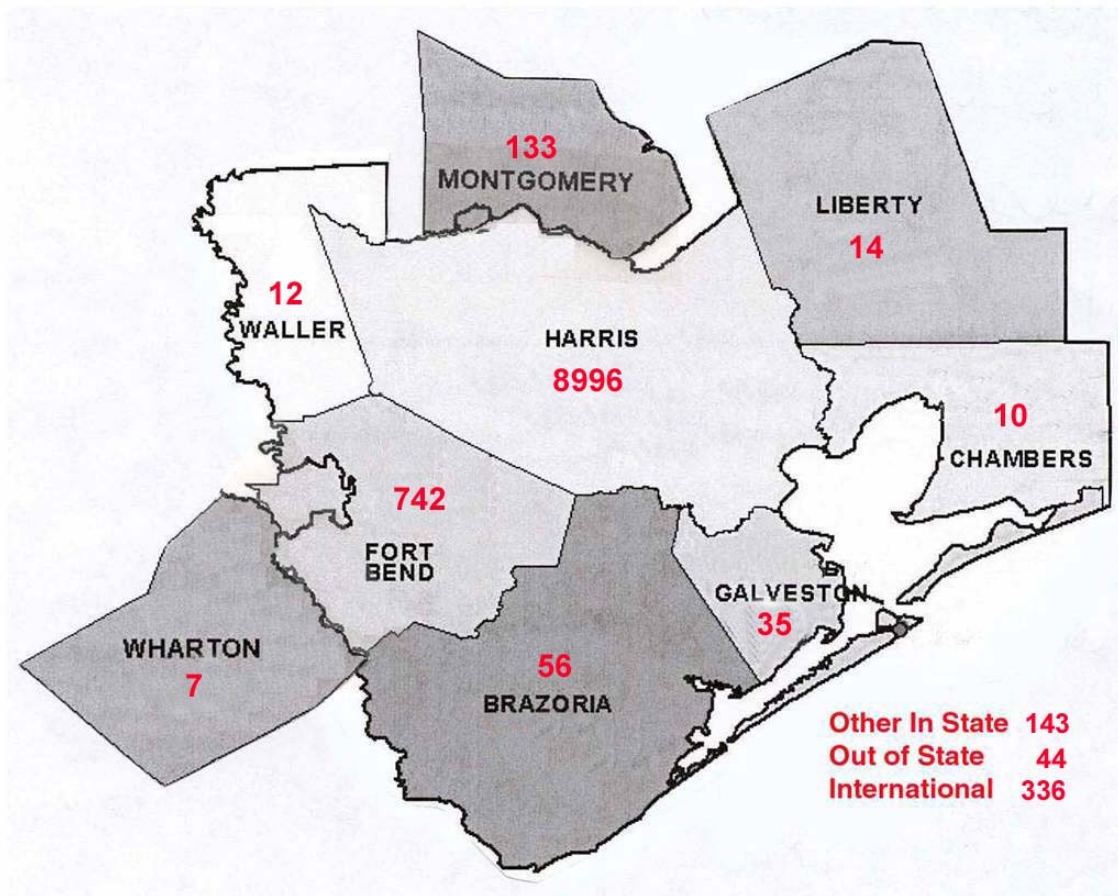 133
MONTGOMERY
LIBERTY
14
12
WALLER
HARRIS
8996
10
CHAMBERS
742
FORT
BEND
GALVESTON
35
WHARTON
7
56
BRAZORIA
Other In State 143
Out of State 44
International 336